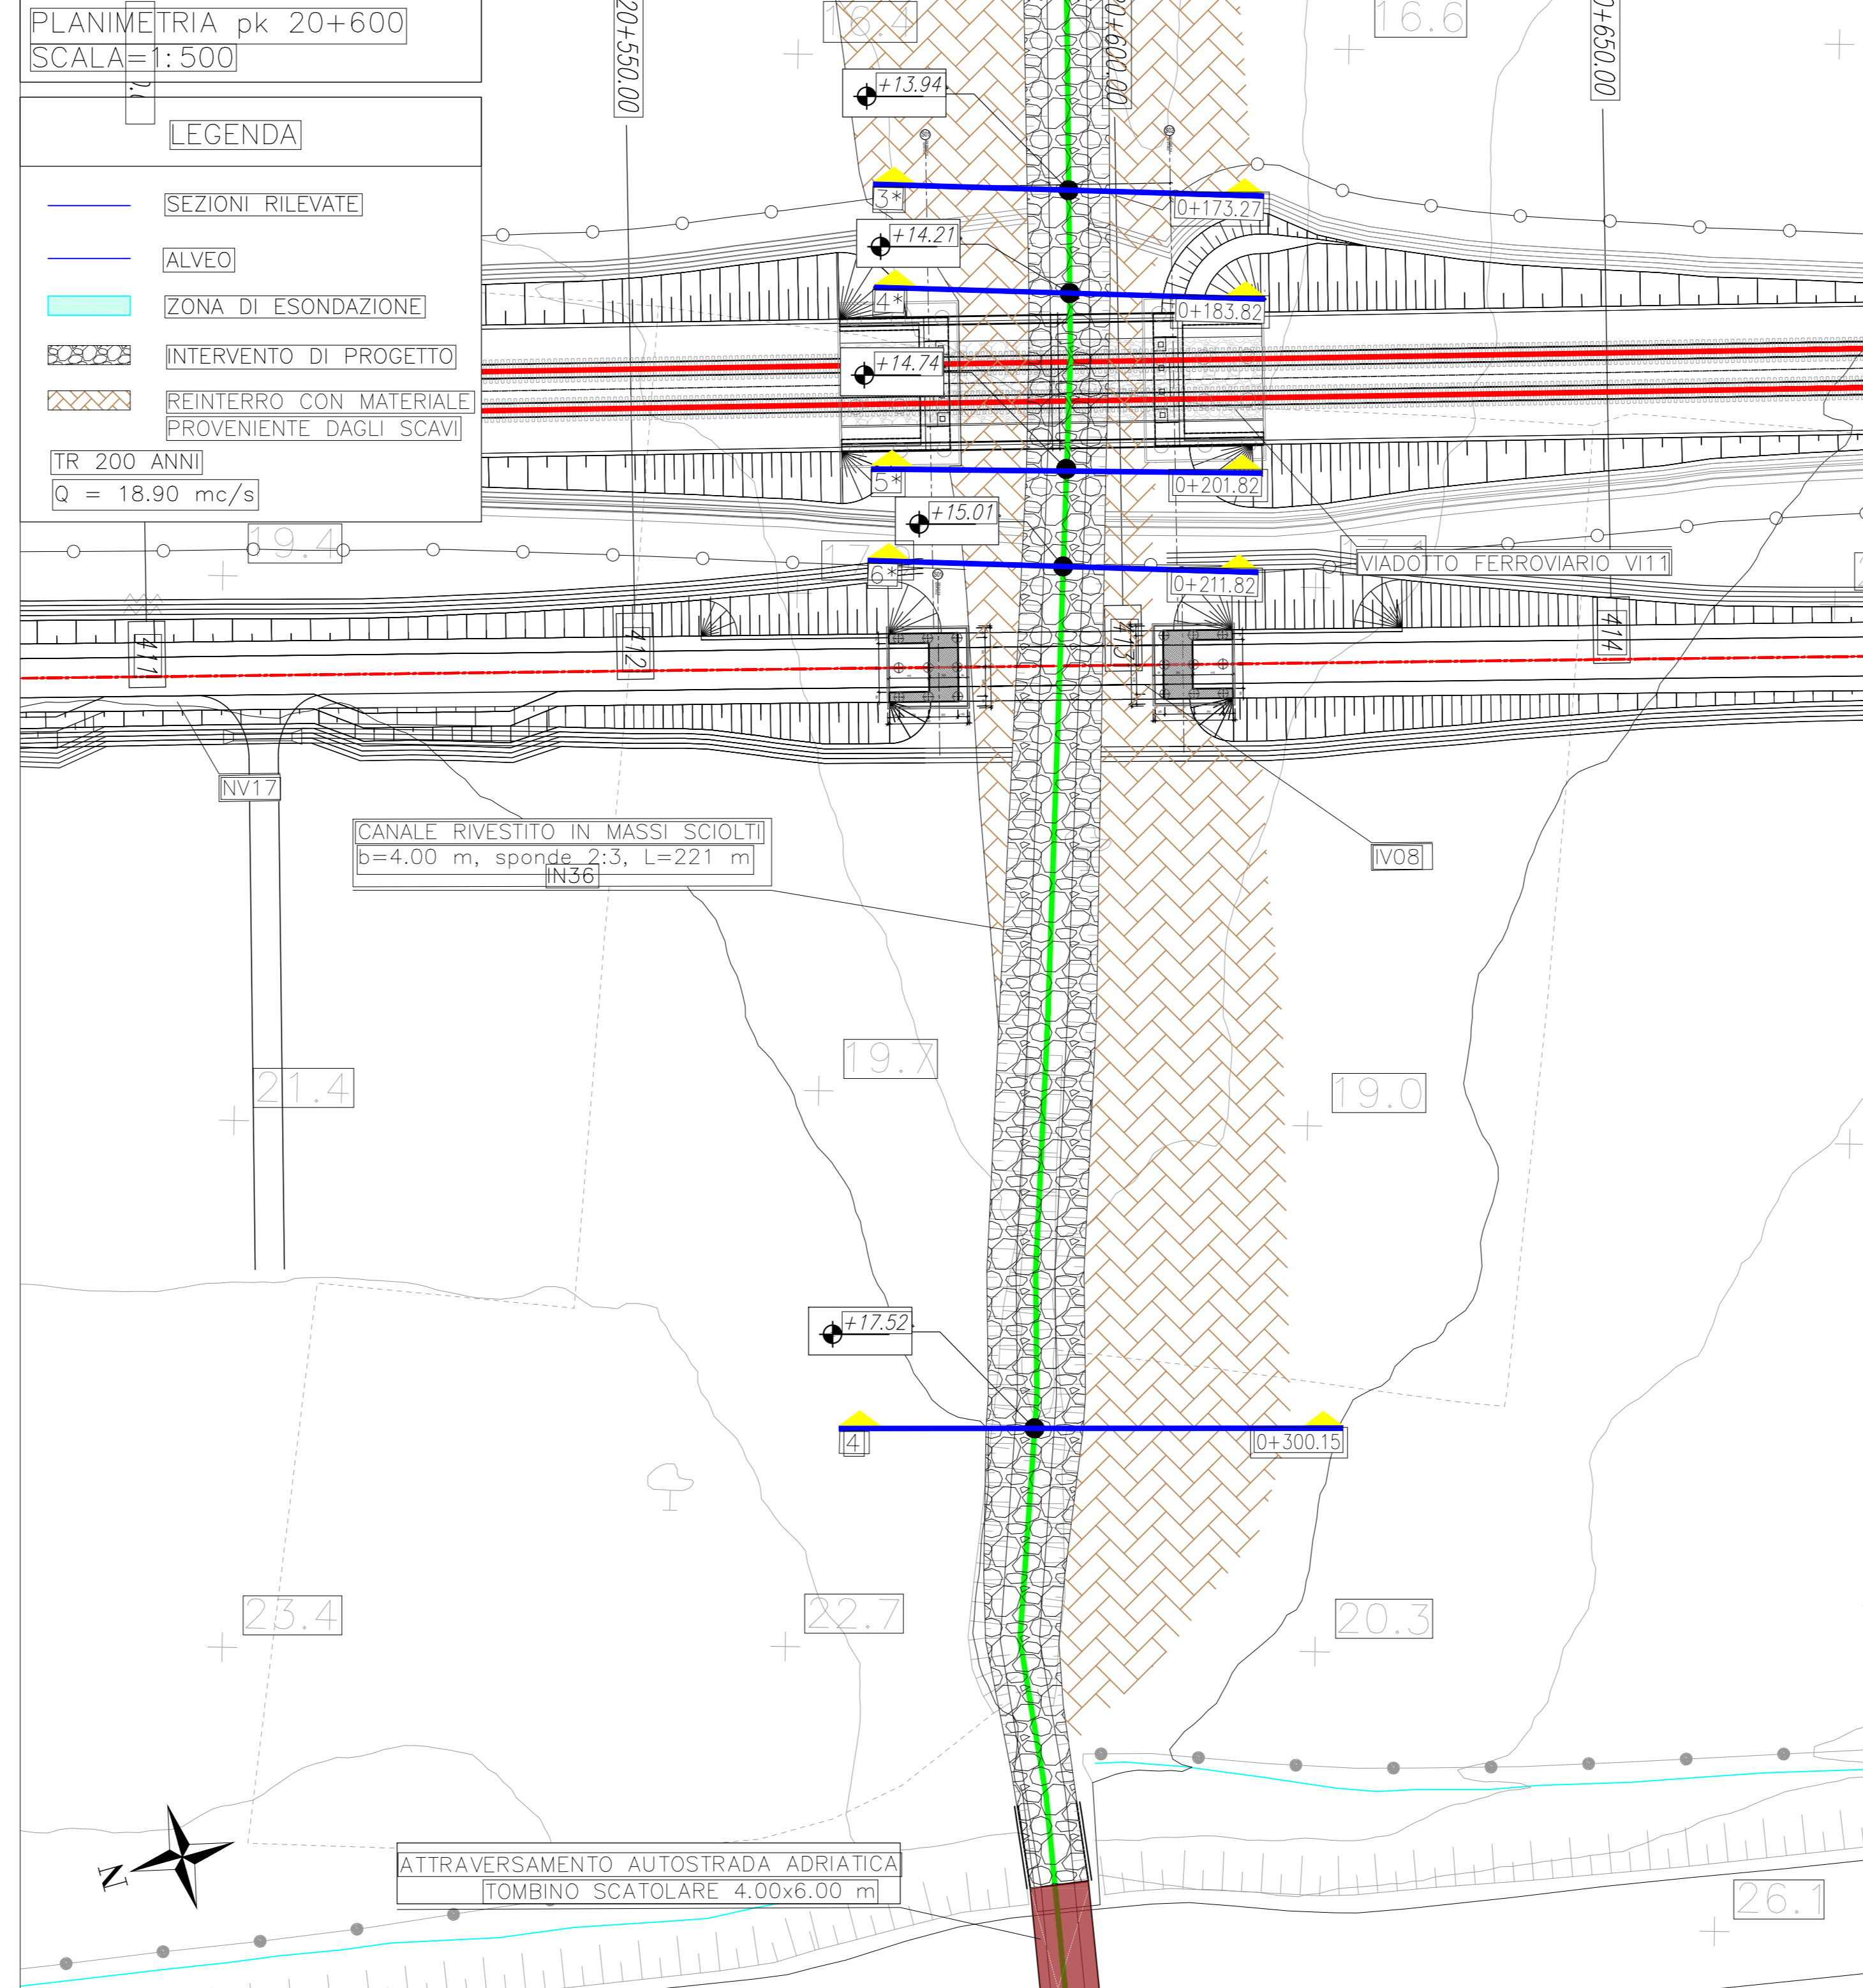 PLANIMETRIA pk 20+600
SCALA=1:500
LEGENDA
SEZIONI RILEVATE
ALVEO
ZONA DI ESONDAZIONE
INTERVENTO DI PROGETTO
REINTERRO CON MATERIALE
PROVENIENTE DAGLI SCAVI
TR 200 ANNI
Q = 18.90 mc/s
20+550.00
16.4
16.6
+13.94
3*
0+173.27
+14.21
4*
0+183.82
+14.74
5*
0+201.82
+15.01
19.4
6*
0+211.82
VIADOTTO FERROVIARIO VI11
411
412
413
414
NV17
CANALE RIVESTITO IN MASSI SCIOLTI
b=4.00 m, sponde 2:3, L=221 m
IN36
IV08
19.7
19.0
21.4
+17.52
4
0+300.15
23.4
22.7
20.3
N
ATTRAVERSAMENTO AUTOSTRADA ADRIATICA
TOMBINO SCATOLARE 4.00x6.00 m
26.1